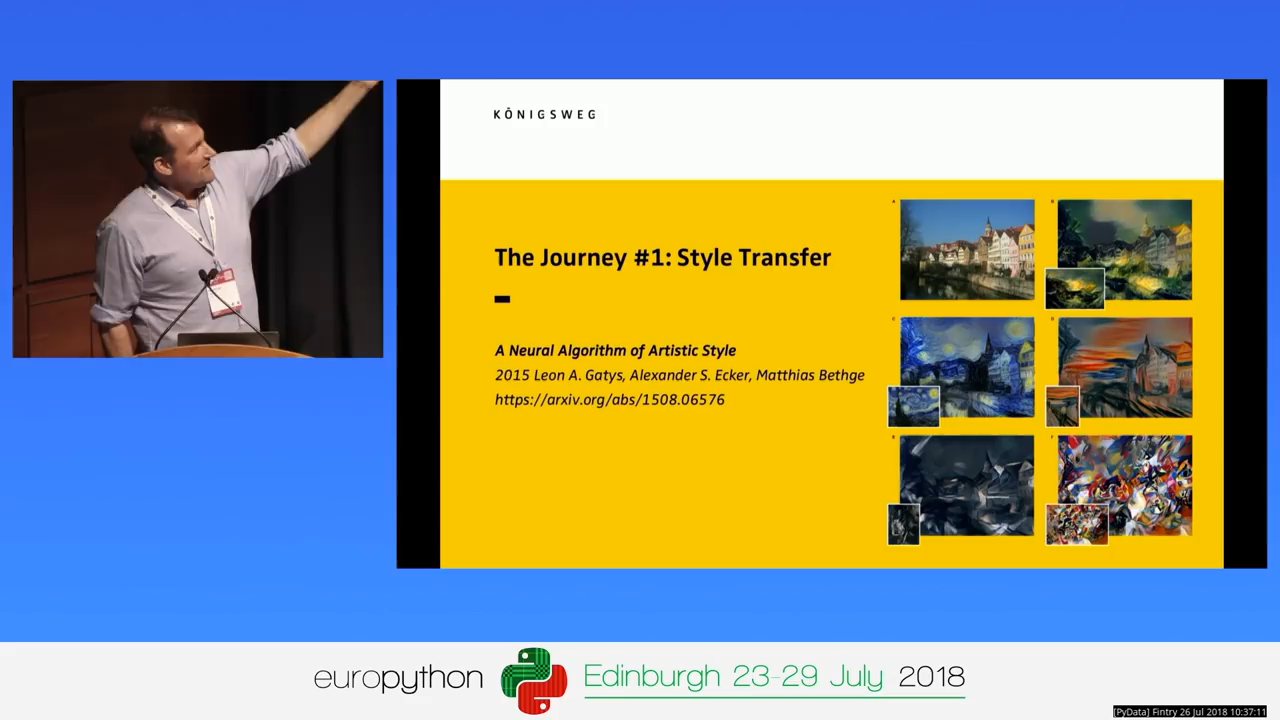 KÖNIGSWEG
The Journey #1: Style Transfer
A Neural Algorithm of Artistic Style
2015 Leon A. Gatys, Alexander S. Ecker, Matthias Bethge
https://arxiv.org/abs/1508.06576
A
B
C
D
E
F
europython Edinburgh 23-29 July 2018
[PyData] Fintry 26 Jul 2018 10:37:11